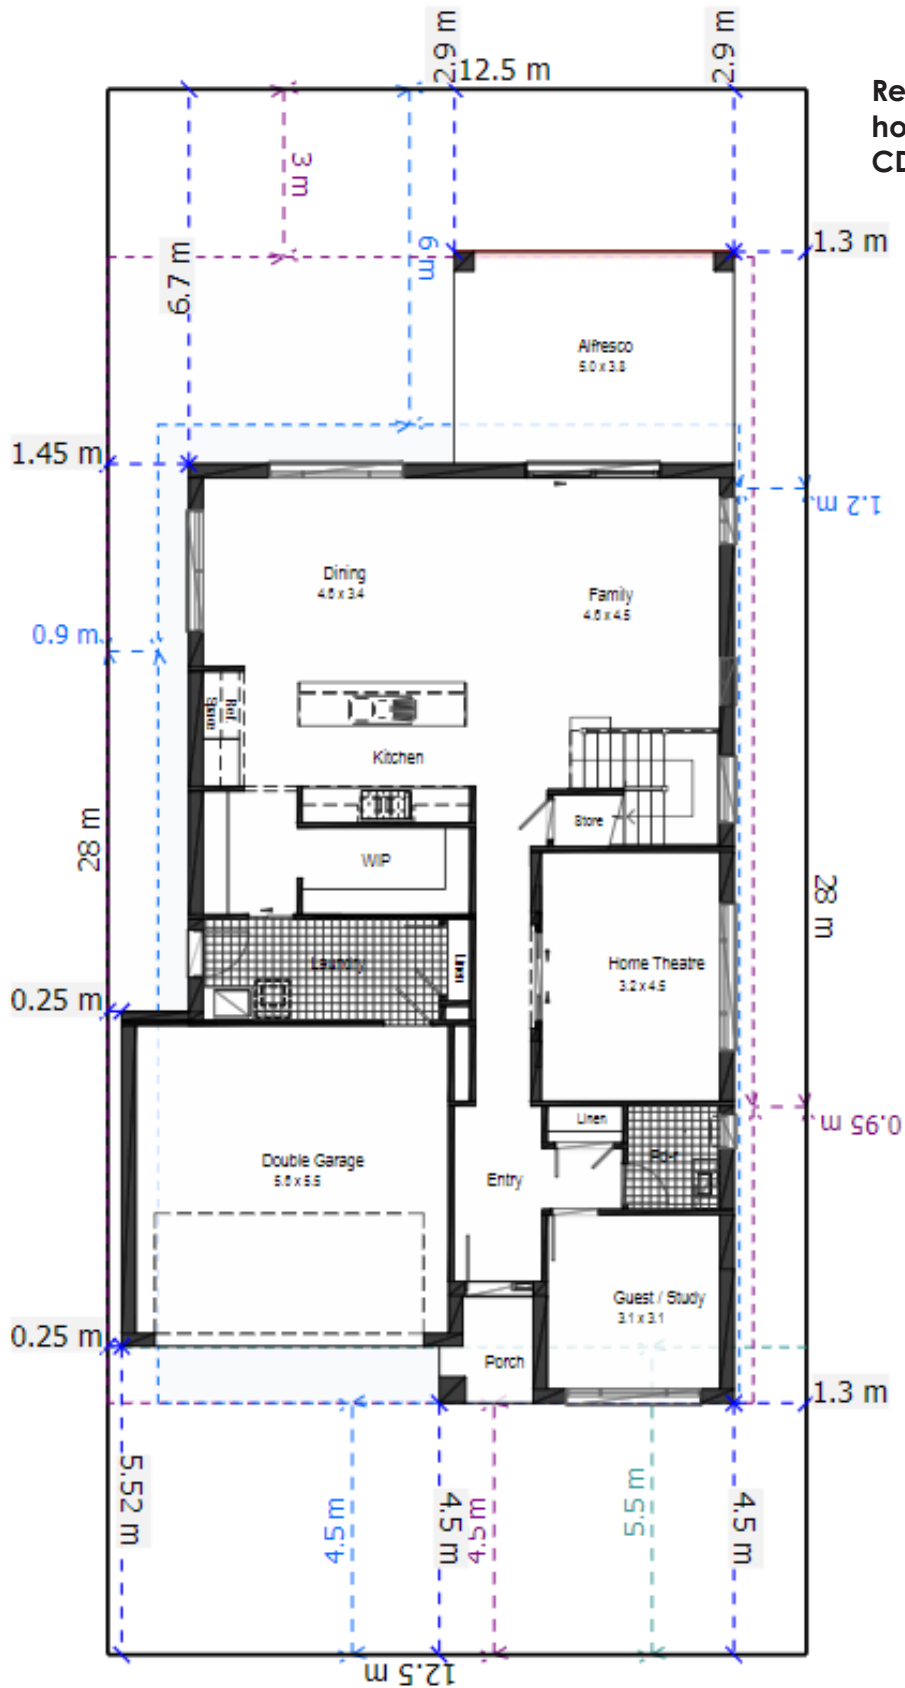 2.9 m
2.9 m
12.5 m
Re
ho
CD
3 m
1.3 m
6.7 m
6 m
Alfresco
5.0 x 3.8
1.45 m
1.2 m
Dining
4.6 x 3.4
Family
4.6 x 4.5
0.9 m
Ref.
Space
Kitchen
28 m
Store
WIP
28 m
Laundry
Linen
Home Theatre
3.2 x 4.5
0.25 m
0.95 m
Linen
Double Garage
5.6 x 5.5
Pd-r
Entry
Guest / Study
3.1 x 3.1
0.25 m
Porch
1.3 m
5.52 m
4.5 m
4.5 m
4.5 m
5.5 m
4.5 m
12.5 m